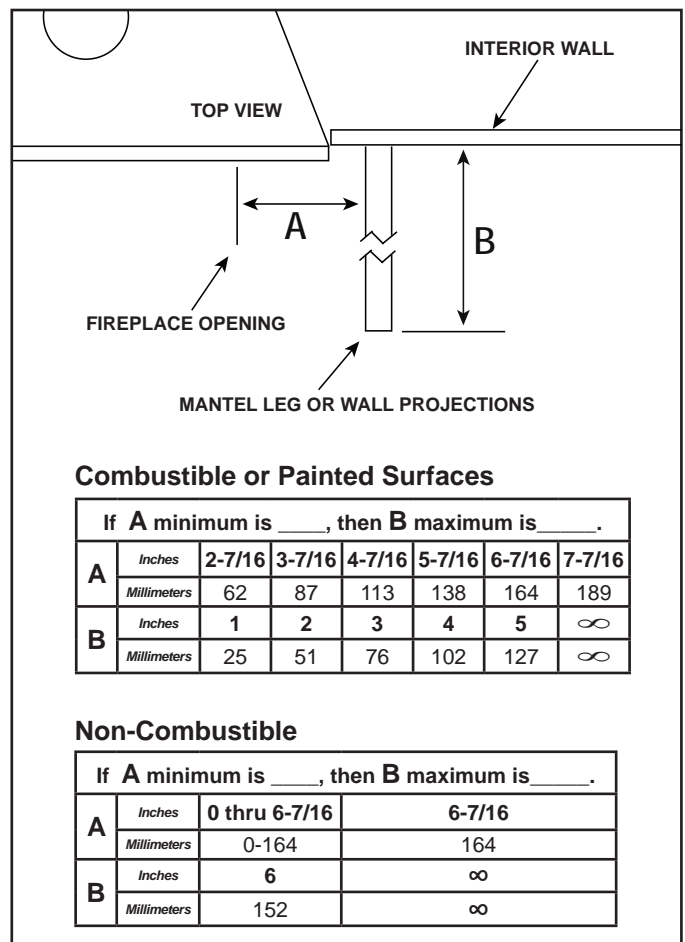 INTERIOR WALL
TOP VIEW
A
B
FIREPLACE OPENING
MANTEL LEG OR WALL PROJECTIONS
Combustible or Painted Surfaces
If A minimum is ____, then B maximum is_____.
A Inches 2-7/16 3-7/16 4-7/16 5-7/16 6-7/16 7-7/16
Millimeters 62 87 113 138 164 189
B Inches 1 2 3 4 5 ∞
Millimeters 25 51 76 102 127 ∞
Non-Combustible
If A minimum is ____, then B maximum is_____.
A Inches 0 thru 6-7/16 6-7/16
Millimeters 0-164 164
B Inches 6 ∞
Millimeters 152 ∞